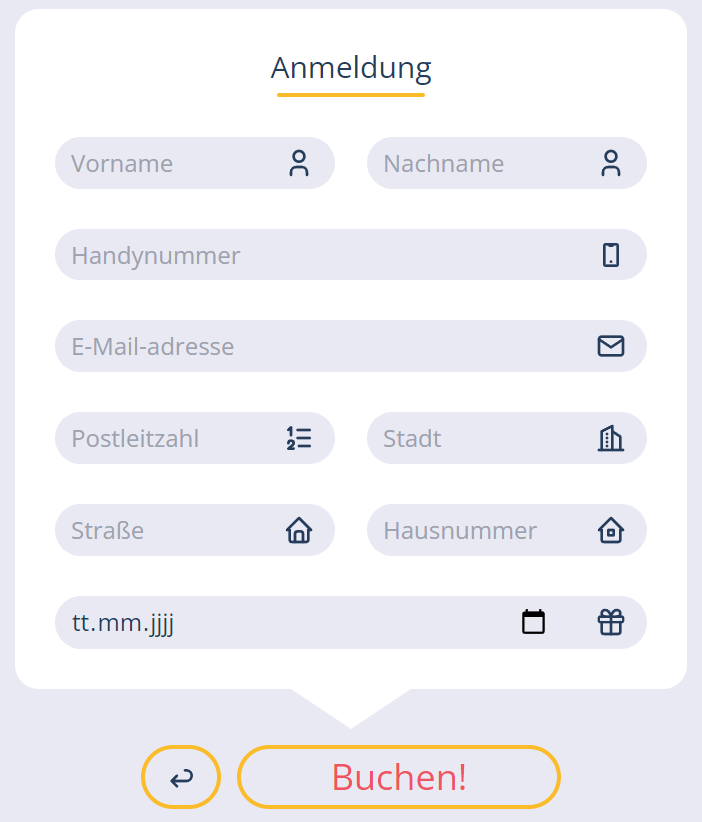 Anmeldung
Vorname
Nachname
Handynummer
E-Mail-adresse
Postleitzahl
Stadt
Straße
Hausnummer
tt.mm.jjjj
Buchen!